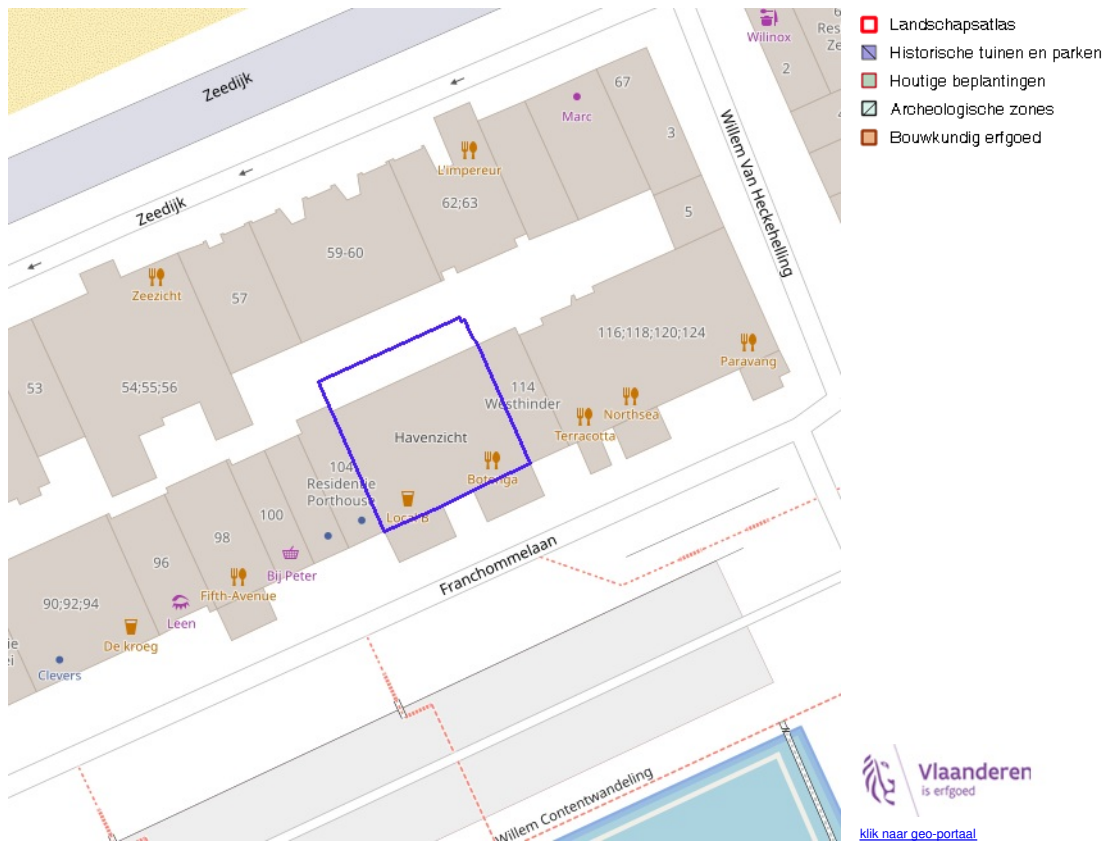 Zeedijk
Wilinox
2
67
Marc
3
Willem Van Heckehelling
L'impereur
62;63
5
Zeedijk
59-60
Zeezicht
57
53
54;55;56
116;118;120;124
Paravang
114
Westhinder
Northsea
Terracotta
Havenzicht
Botenga
104
Residentie
Porthouse
Local B
100
98
Bij Peter
96
Fifth-Avenue
90;92;94
Leen
De kroeg
Clevers
Franchommelaan
Willem Contentwandeling
Landschapsatlas
Historische tuinen en parken
Houtige beplantingen
Archeologische zones
Bouwkundig erfgoed
Vlaanderen
is erfgoed
klik naar geo-portaal